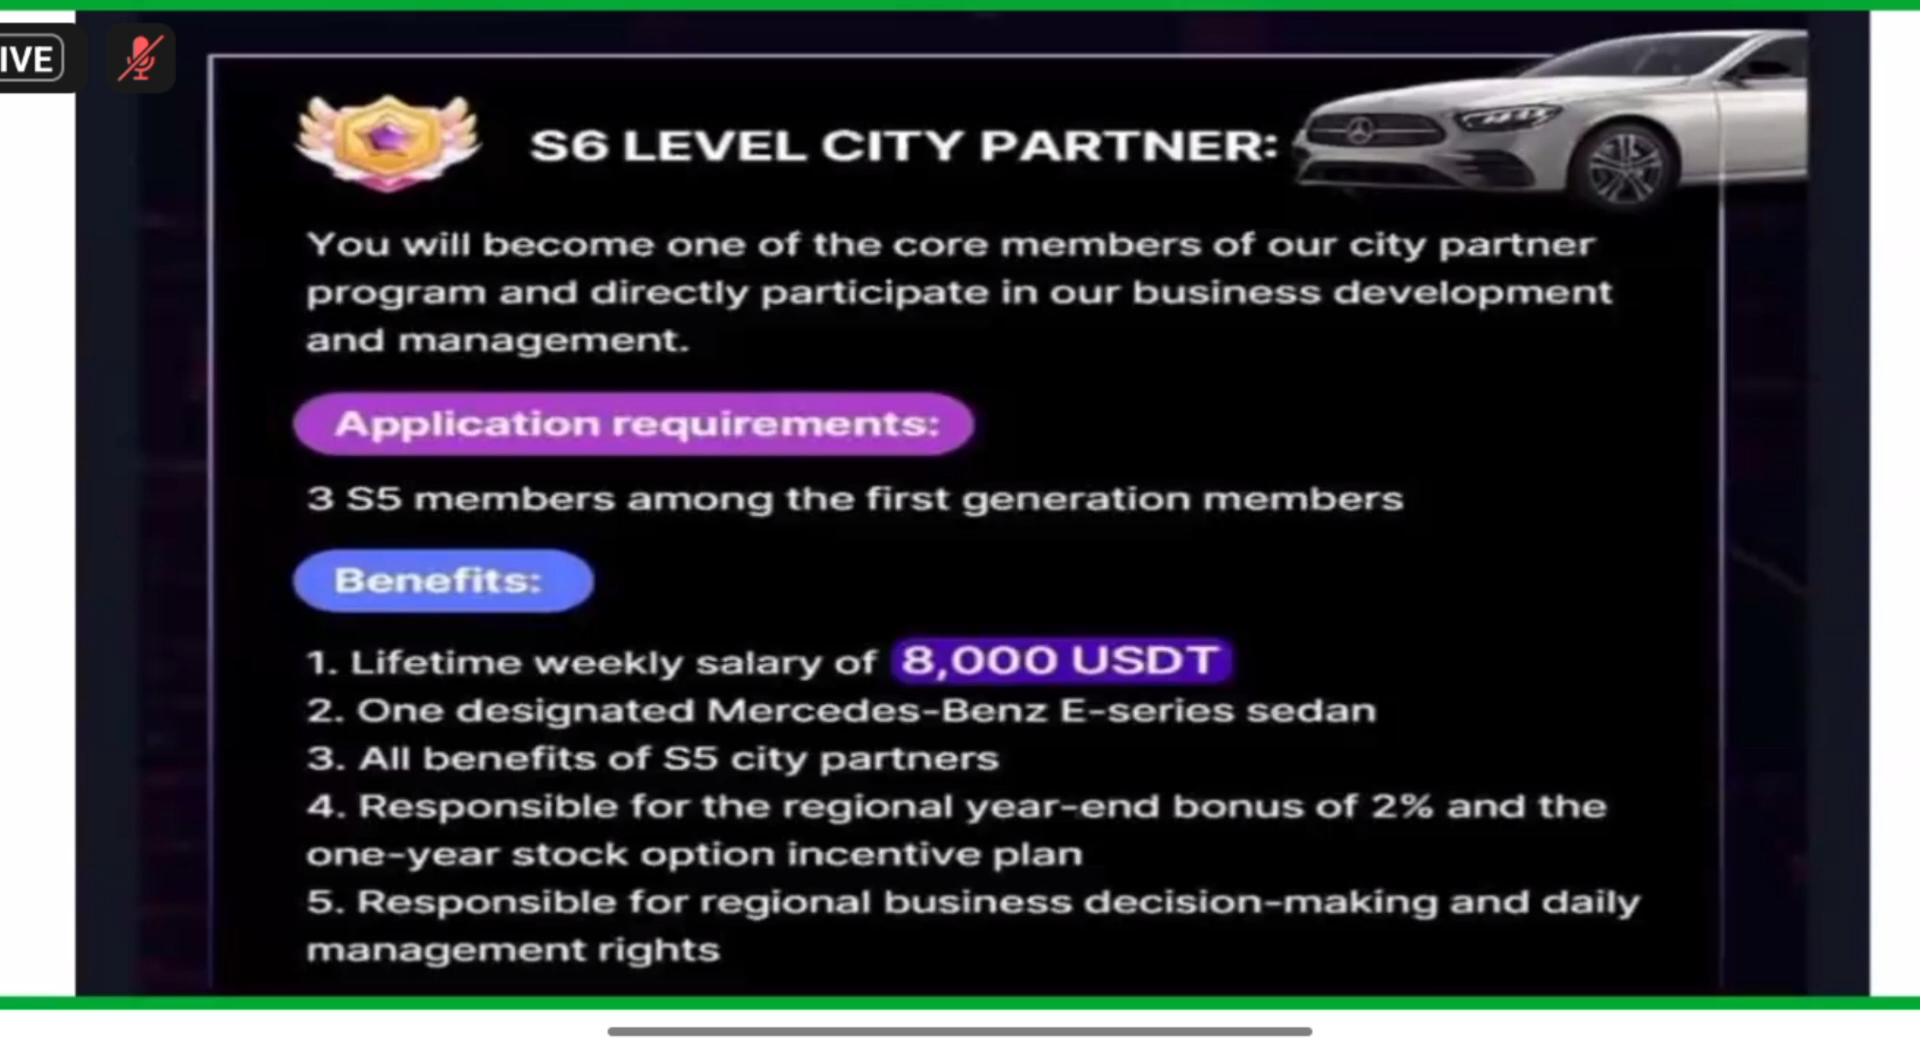 IVE
S6 LEVEL CITY PARTNER:
You will become one of the core members of our city partner
program and directly participate in our business development
and management.
Application requirements:
3 S5 members among the first generation members
Benefits:
1. Lifetime weekly salary of 8,000 USDT
2. One designated Mercedes-Benz E-series sedan
3. All benefits of S5 city partners
4. Responsible for the regional year-end bonus of 2% and the
one-year stock option incentive plan
5. Responsible for regional business decision-making and daily
management rights